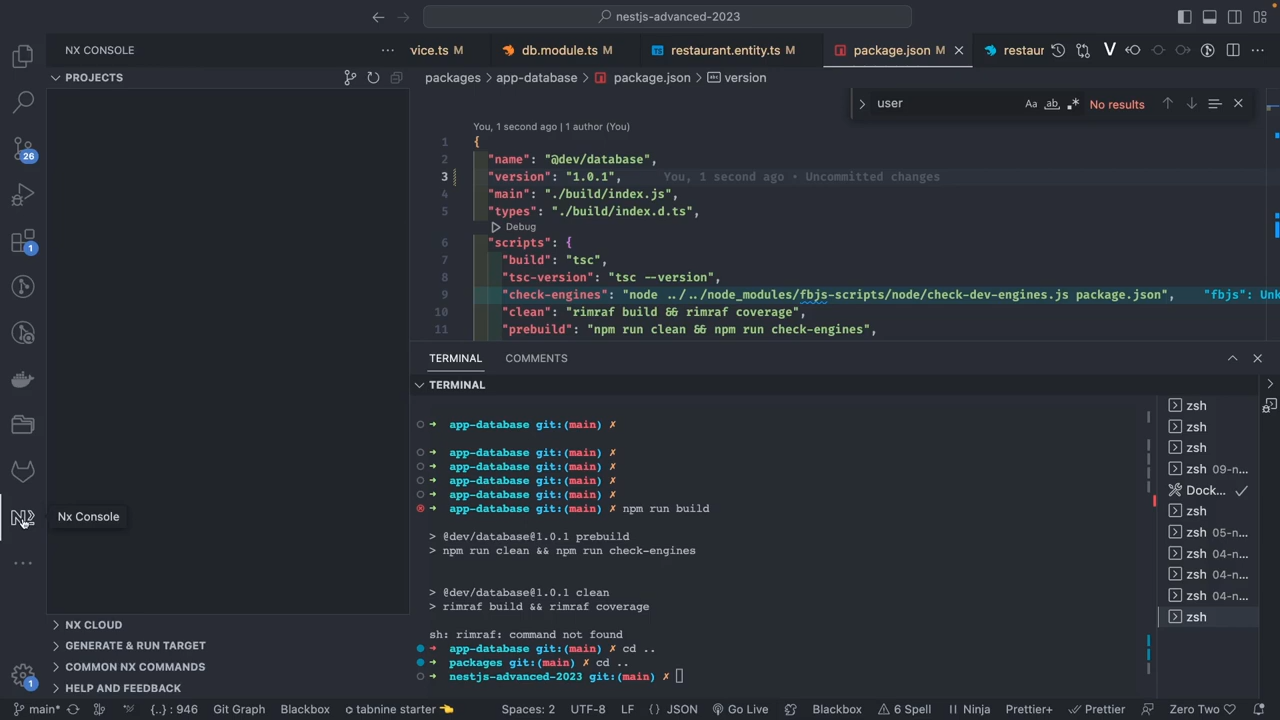 nestjs-advanced-2023
NX CONSOLE
PROJECTS
26
1
Nx Console
NX CLOUD
GENERATE & RUN TARGET
COMMON NX COMMANDS
HELP AND FEEDBACK
1
vice.ts M
db.module.ts M
restaurant.entity.ts M
package.json M
restaur
packages > app-database > package.json > version
user
Aa
ab
No results
You, 1 second ago | 1 author (You)
1 {
2 "name": "@dev/database",
3 "version": "1.0.1", You, 1 second ago • Uncommitted changes
4 "main": "./build/index.js",
5 "types": "./build/index.d.ts",
Debug
6 "scripts": {
7 "build": "tsc",
8 "tsc-version": "tsc --version",
9 "check-engines": "node ../../node_modules/fbjs-scripts/node/check-dev-engines.js package.json", "fbjs": Unk
10 "clean": "rimraf build && rimraf coverage",
11 "prebuild": "npm run clean && npm run check-engines",
TERMINAL COMMENTS
TERMINAL
➜ app-database git:(main) ✗
➜ app-database git:(main) ✗
➜ app-database git:(main) ✗
➜ app-database git:(main) ✗
➜ app-database git:(main) ✗
➜ app-database git:(main) ✗ npm run build
> @dev/database@1.0.1 prebuild
> npm run clean && npm run check-engines
> @dev/database@1.0.1 clean
> rimraf build && rimraf coverage
sh: rimraf: command not found
➜ app-database git:(main) ✗ cd ..
➜ packages git:(main) ✗ cd ..
➜ nestjs-advanced-2023 git:(main) ✗
zsh
zsh
zsh
zsh 09-n...
Dock... ✓
zsh
zsh 05-n...
zsh 04-n...
zsh 04-n...
zsh 04-n...
zsh
main* {..} : 946 Git Graph Blackbox tabnine starter 👈 Spaces: 2 UTF-8 LF {} JSON Go Live Blackbox 6 Spell Ninja Prettier+ Prettier Zero Two